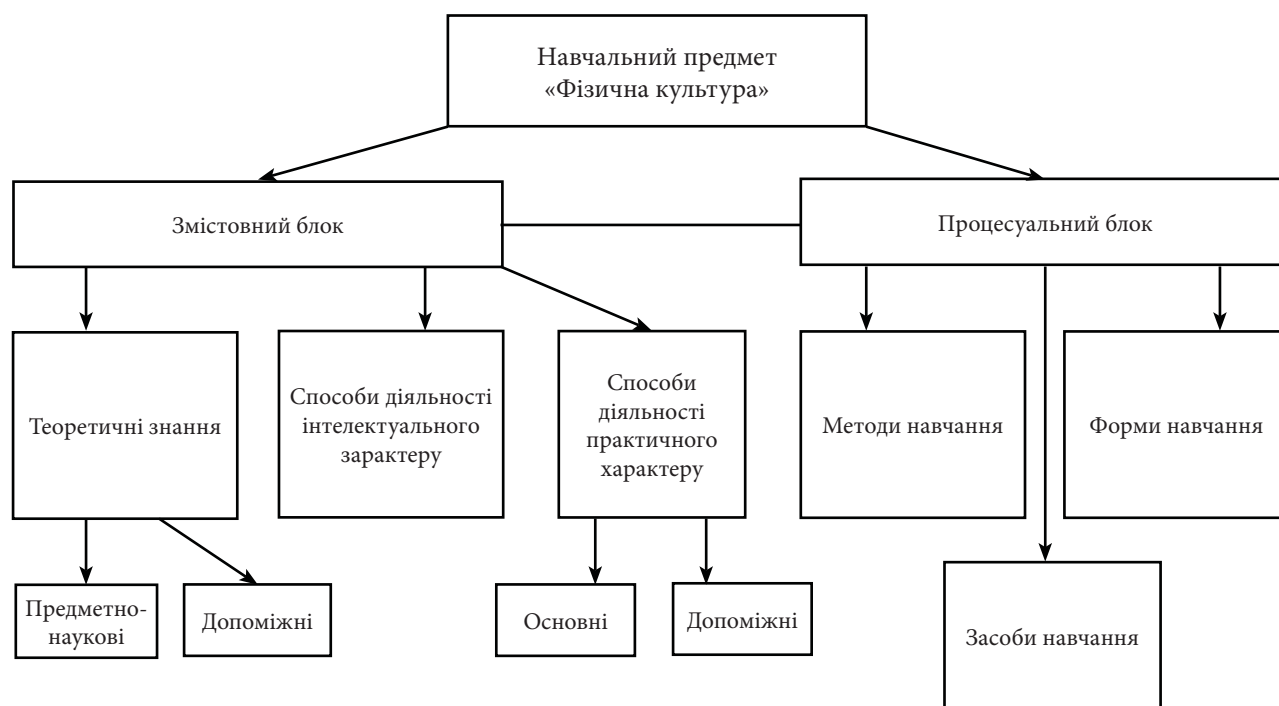 Навчальний предмет
«Фізична культура»
Змістовний блок
Процесуальний блок
Теоретичні знання
Способи діяльності
інтелектуального
зарактеру
Способи
діяльності
практичного
характеру
Методи навчання
Форми навчання
Предметно-
наукові
Допоміжні
Основні
Допоміжні
Засоби навчання